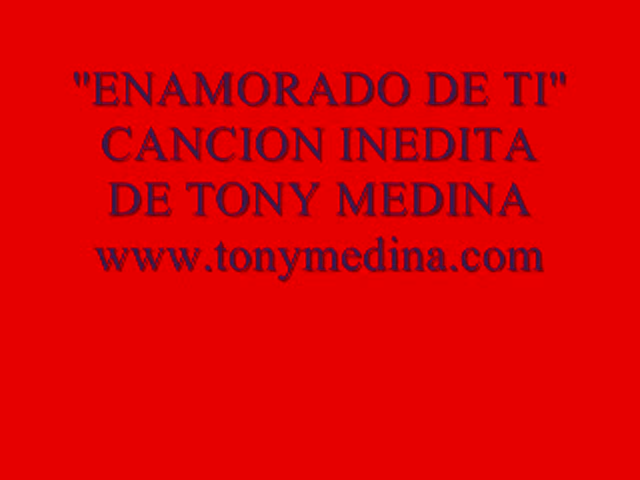 "ENAMORADO DE TI"
CANCION INEDITA
DE TONY MEDINA
www.tonymedina.com